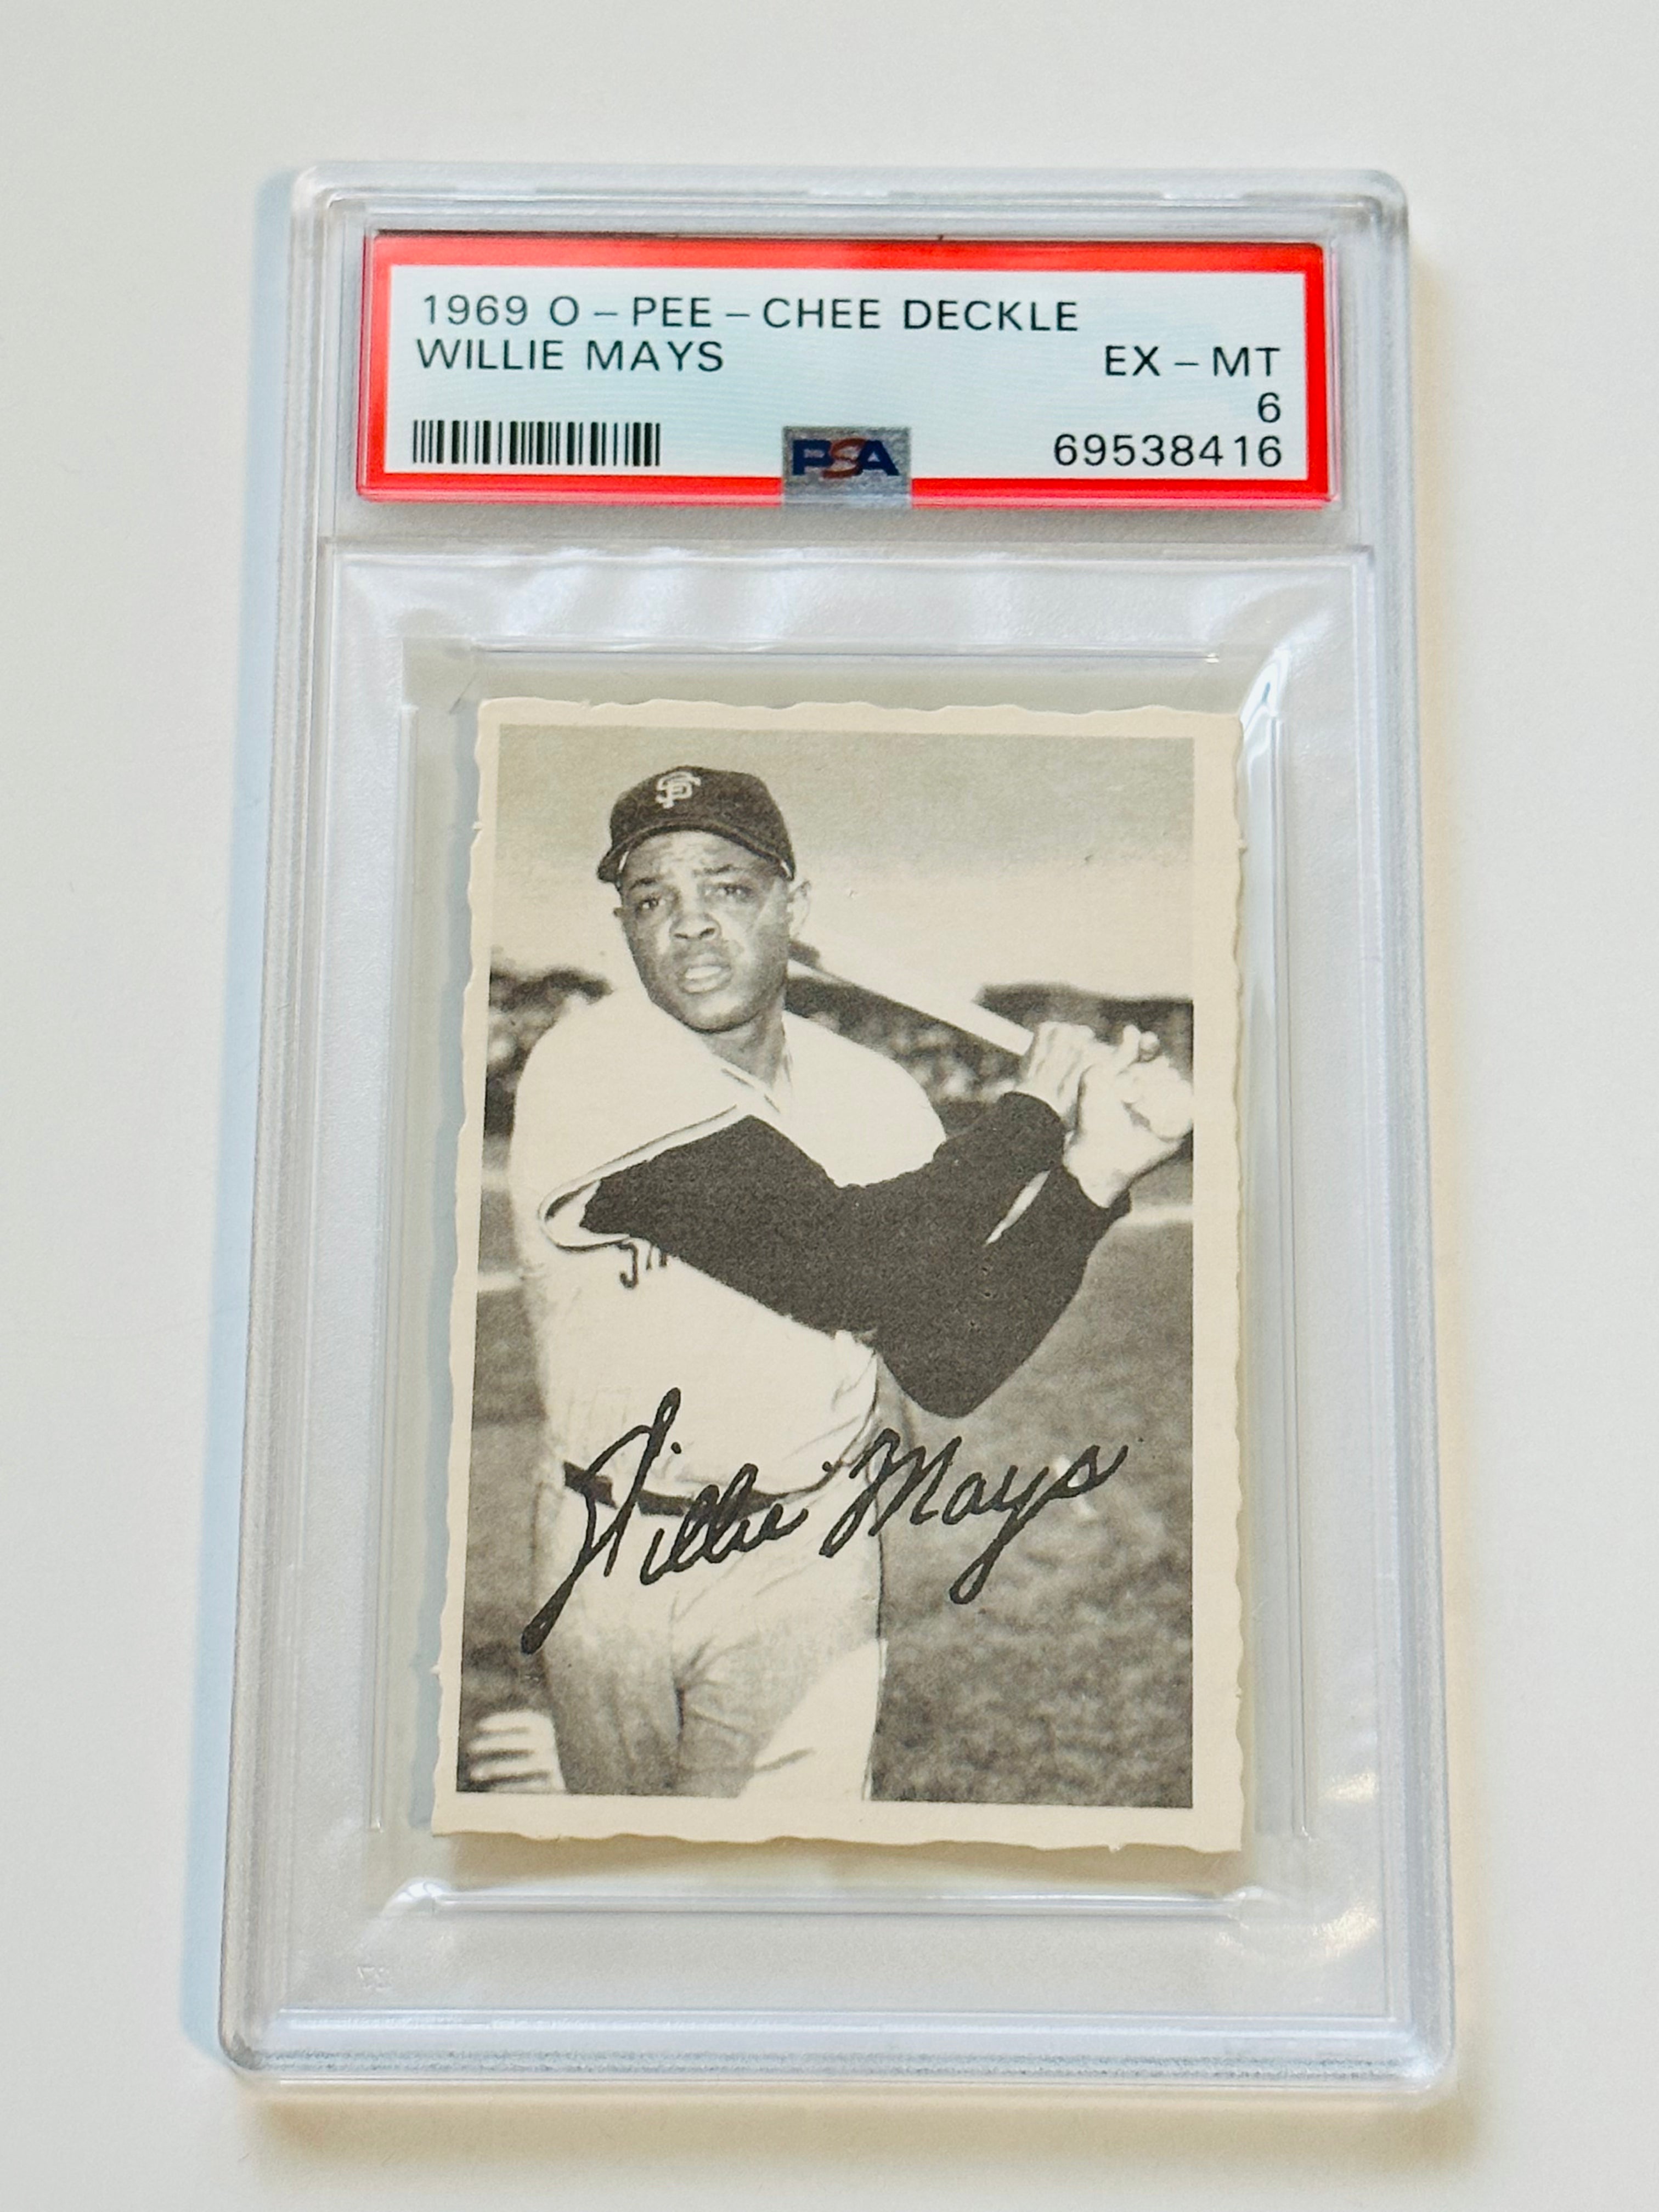 1969 O-PEE-CHEE DECKLE
WILLIE MAYS
EX-MT
6
PSA
69538416
SF
Willie Mays